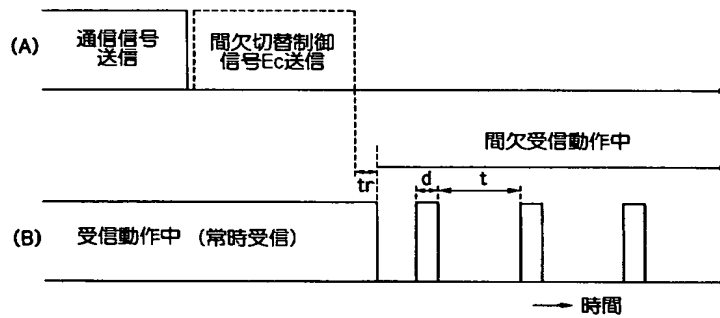 (A)
通信信号
送信
間欠切替制御
信号Ec送信
間欠受信動作中
tr
d
t
(B)
受信動作中 (常時受信)
時間